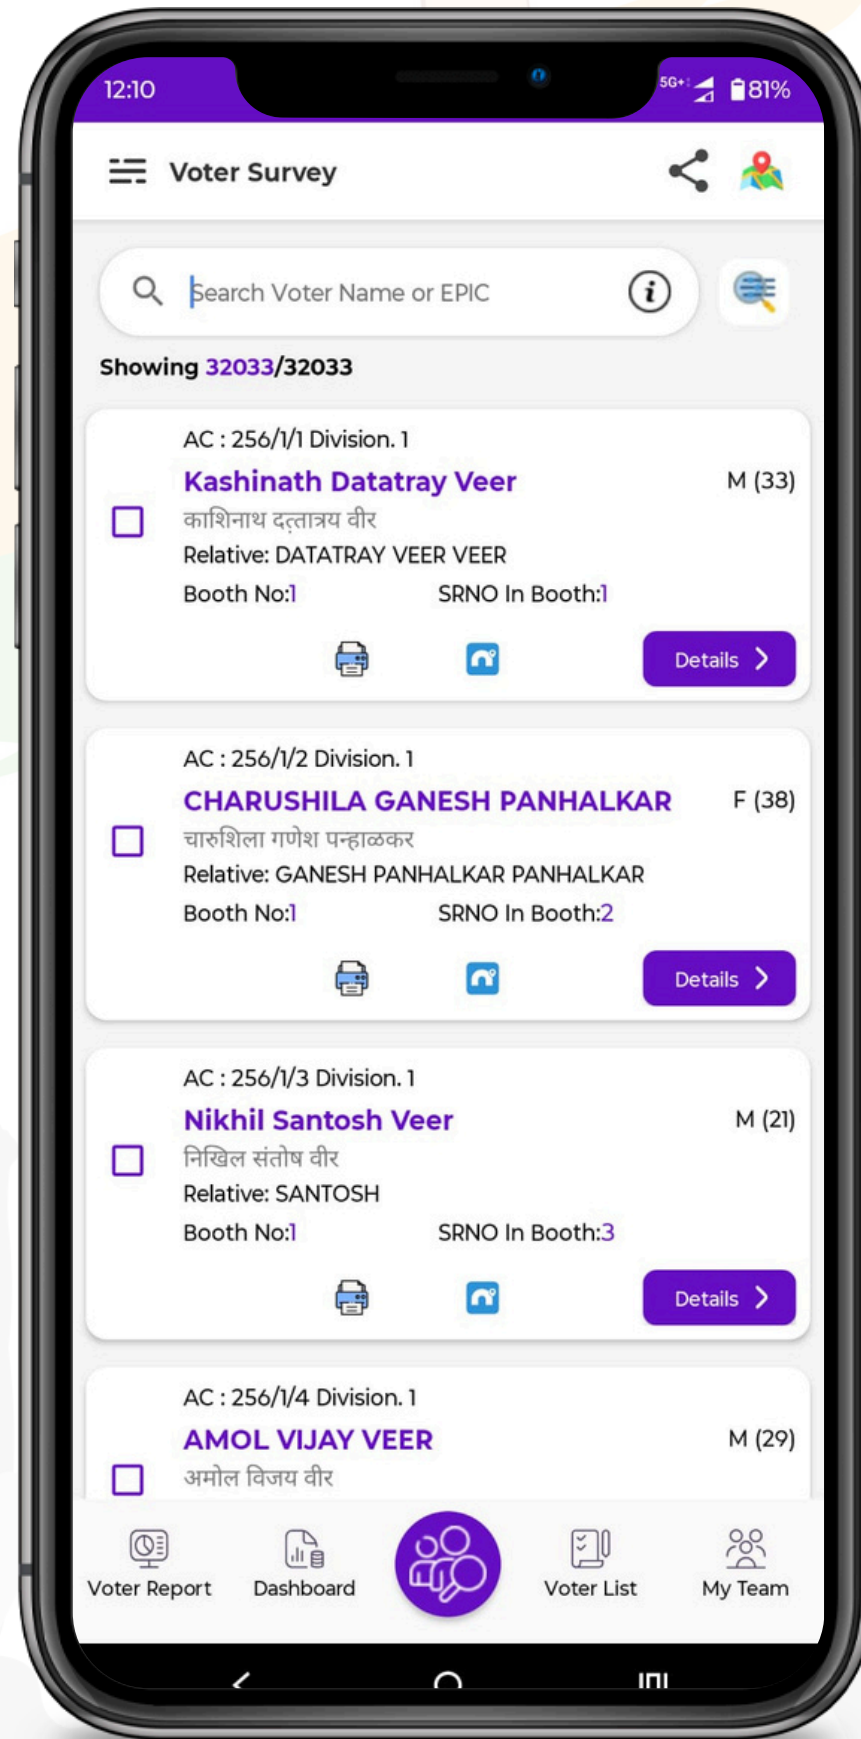 12:10 5G+ 81%
Voter Survey
Search Voter Name or EPIC
Showing 32033/32033
AC : 256/1/1 Division. 1
Kashinath Datatray Veer M (33)
काशिनाथ दत्तात्रय वीर
Relative: DATATRAY VEER VEER
Booth No:1 SRNO In Booth:1
Details
AC : 256/1/2 Division. 1
CHARUSHILA GANESH PANHALKAR F (38)
चारुशिला गणेश पन्हाळकर
Relative: GANESH PANHALKAR PANHALKAR
Booth No:1 SRNO In Booth:2
Details
AC : 256/1/3 Division. 1
Nikhil Santosh Veer M (21)
निखिल संतोष वीर
Relative: SANTOSH
Booth No:1 SRNO In Booth:3
Details
AC : 256/1/4 Division. 1
AMOL VIJAY VEER M (29)
अमोल विजय वीर
Voter Report Dashboard Voter List My Team